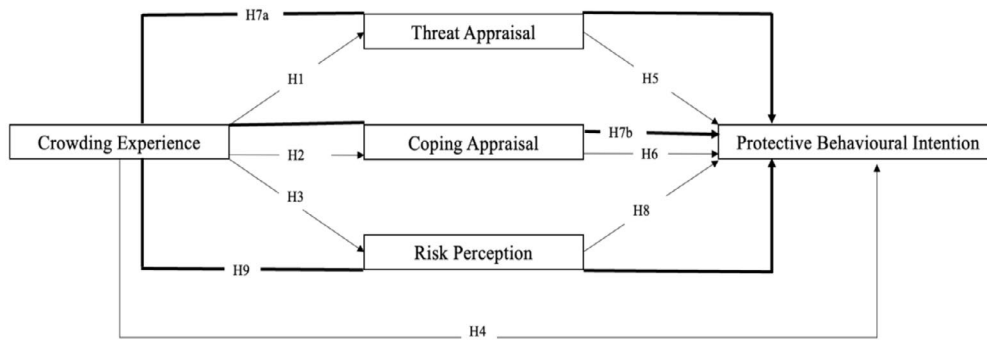 H7a
Threat Appraisal
H1
H5
Crowding Experience
H2
Coping Appraisal
H7b
H6
Protective Behavioural Intention
H3
H8
Risk Perception
H9
H4